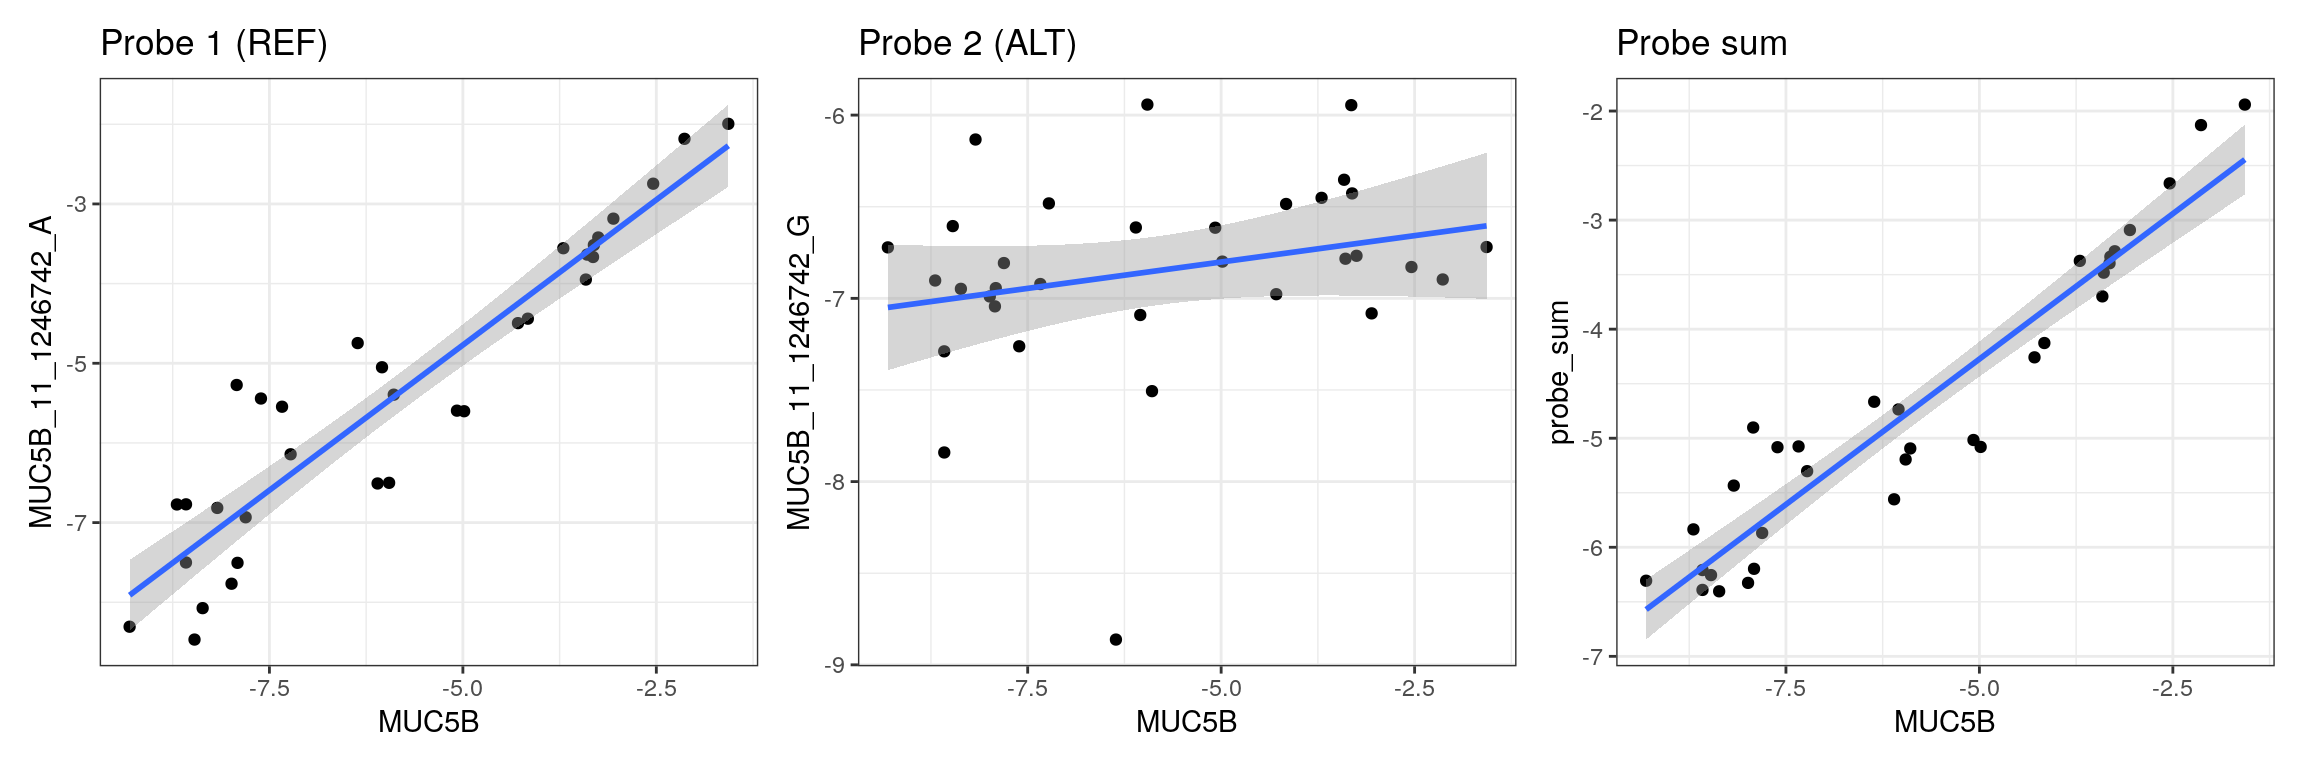 Probe 1 (REF)
MUC5B_11_1246742_A
-3
-5
-7
-7.5
-5.0
-2.5
MUC5B
Probe 2 (ALT)
MUC5B_11_1246742_G
-6
-7
-8
-9
-7.5
-5.0
-2.5
MUC5B
Probe sum
probe_sum
-2
-3
-4
-5
-6
-7
-7.5
-5.0
-2.5
MUC5B